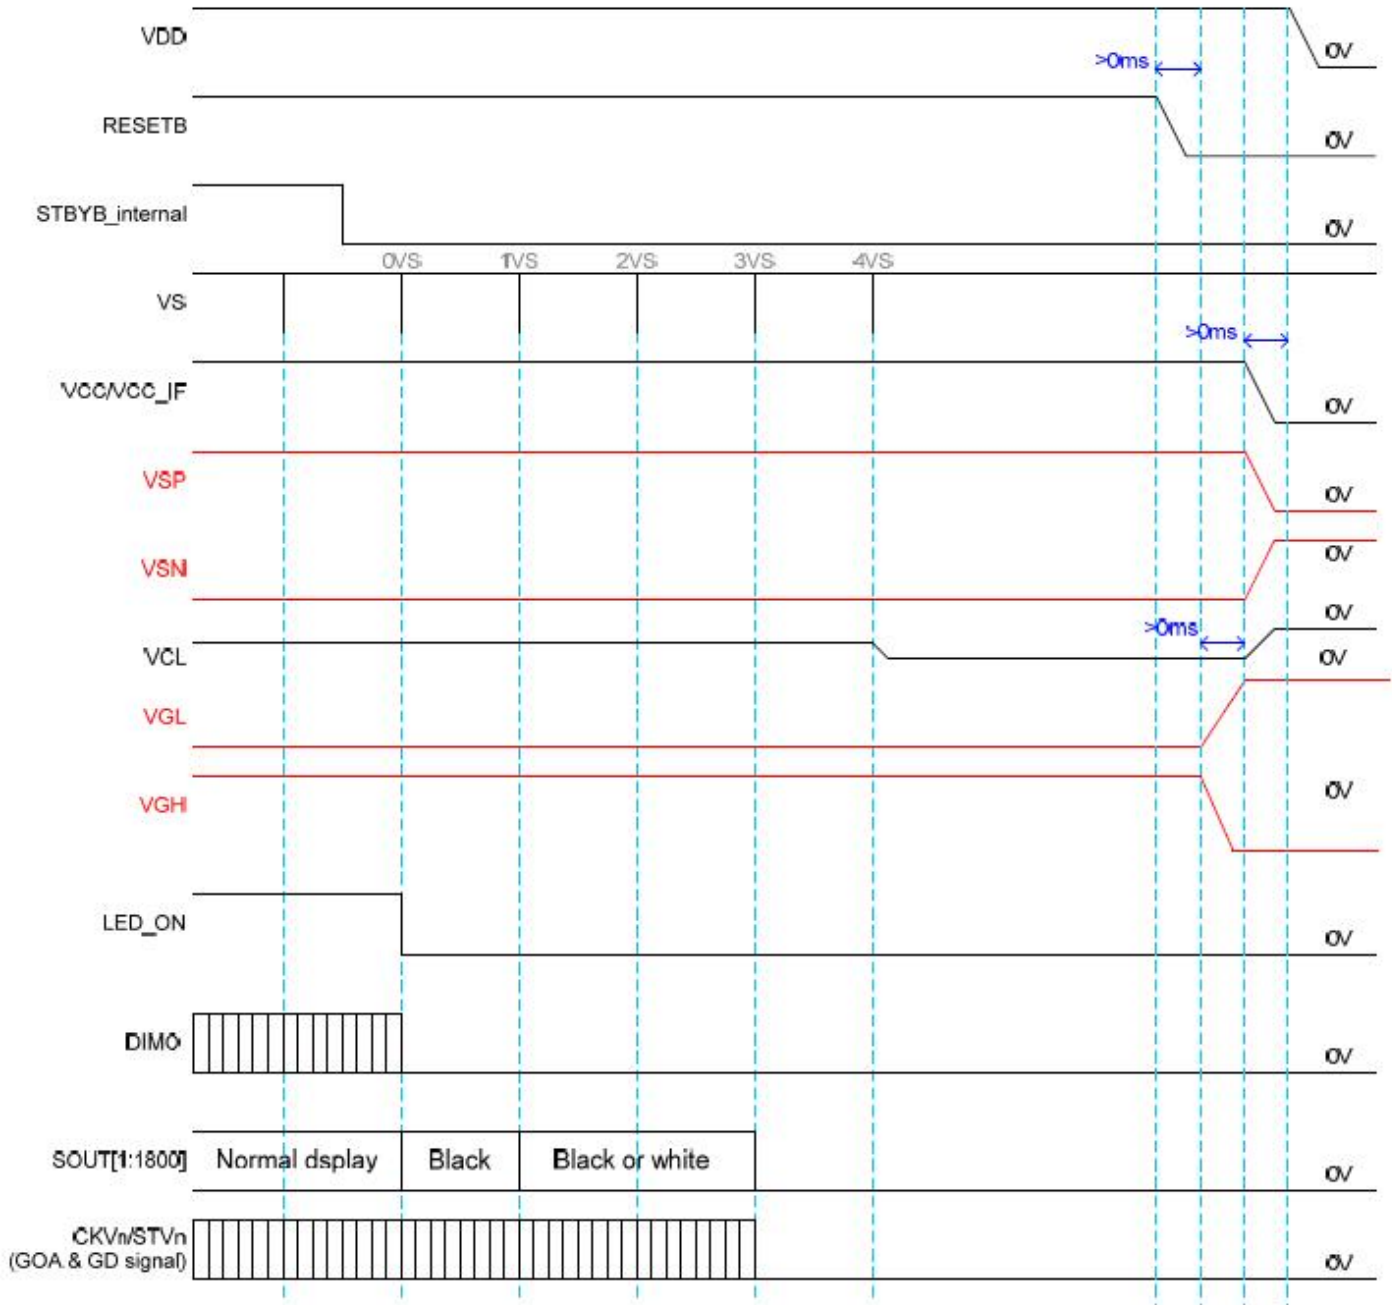 VDD
0V
>0ms
RESETB
0V
STBYB_internal
0V
0VS 1VS 2VS 3VS 4VS
VS
>0ms
VCC/VCC_IF
0V
VSP
0V
VSN
0V
0V
>0ms
VCL
0V
VGL
VGH
0V
LED_ON
0V
DIMO
0V
SOUT[1:1800]
Normal dsplay
Black
Black or white
0V
CKVn/STVn
(GOA & GD signal)
0V